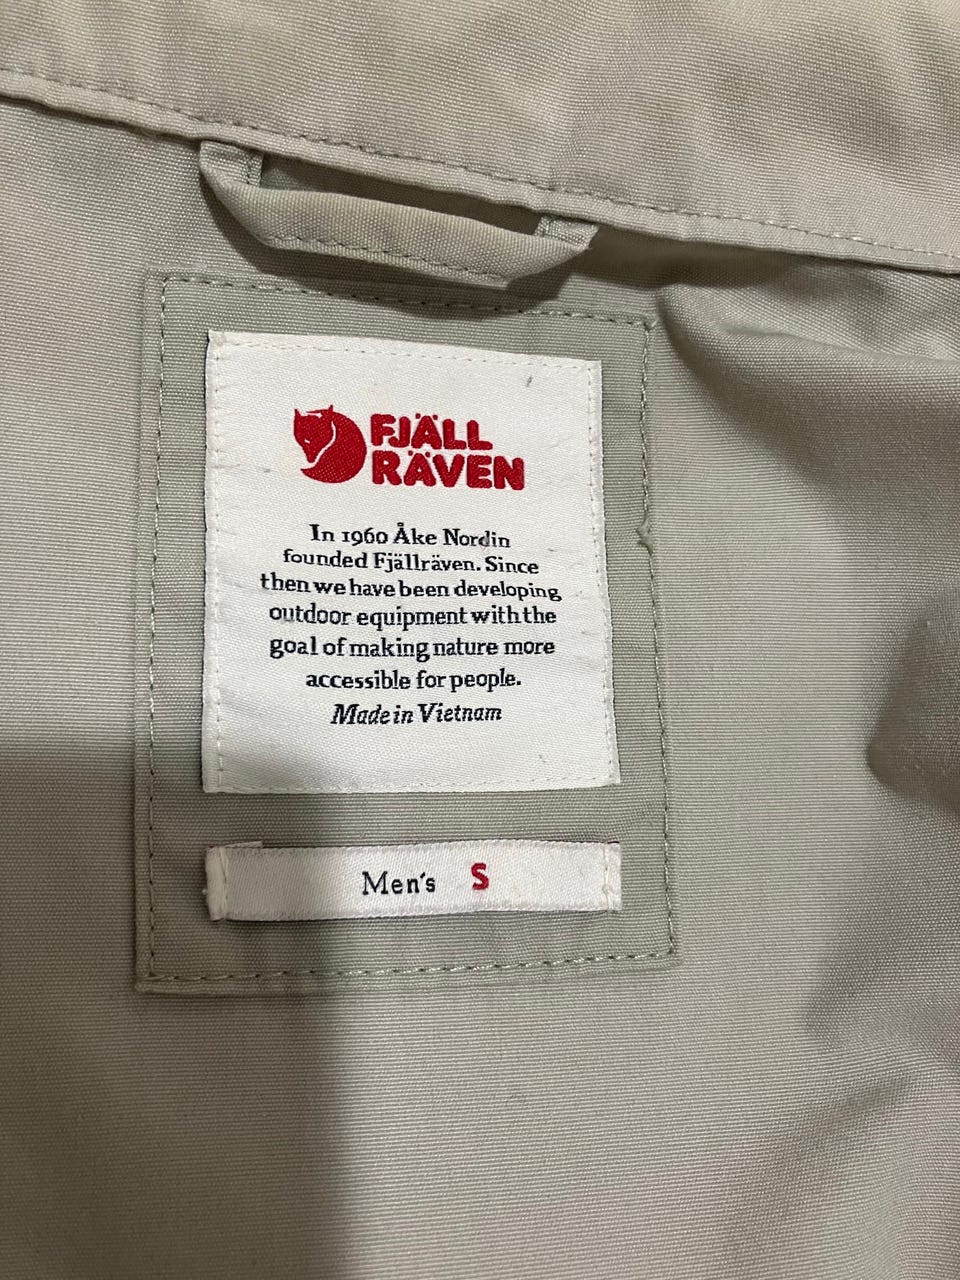 FJÄLL
RÄVEN
In 1960 Åke Nordin
founded Fjällräven. Since
then we have been developing
outdoor equipment with the
goal of making nature more
accessible for people.
Made in Vietnam
Men's S